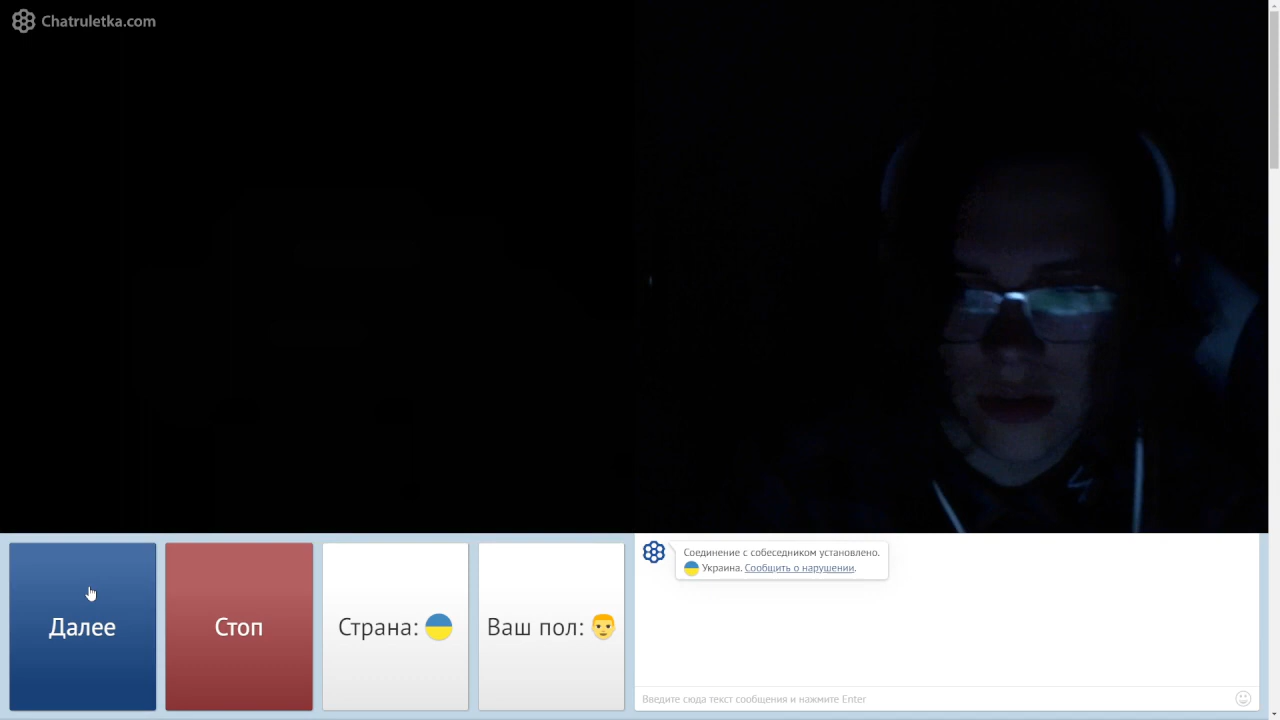 Chatruletka.com
Соединение с собеседником установлено.
Украина. Сообщить о нарушении.
Далее
Стоп
Страна:
Ваш пол:
Введите сюда текст сообщения и нажмите Enter